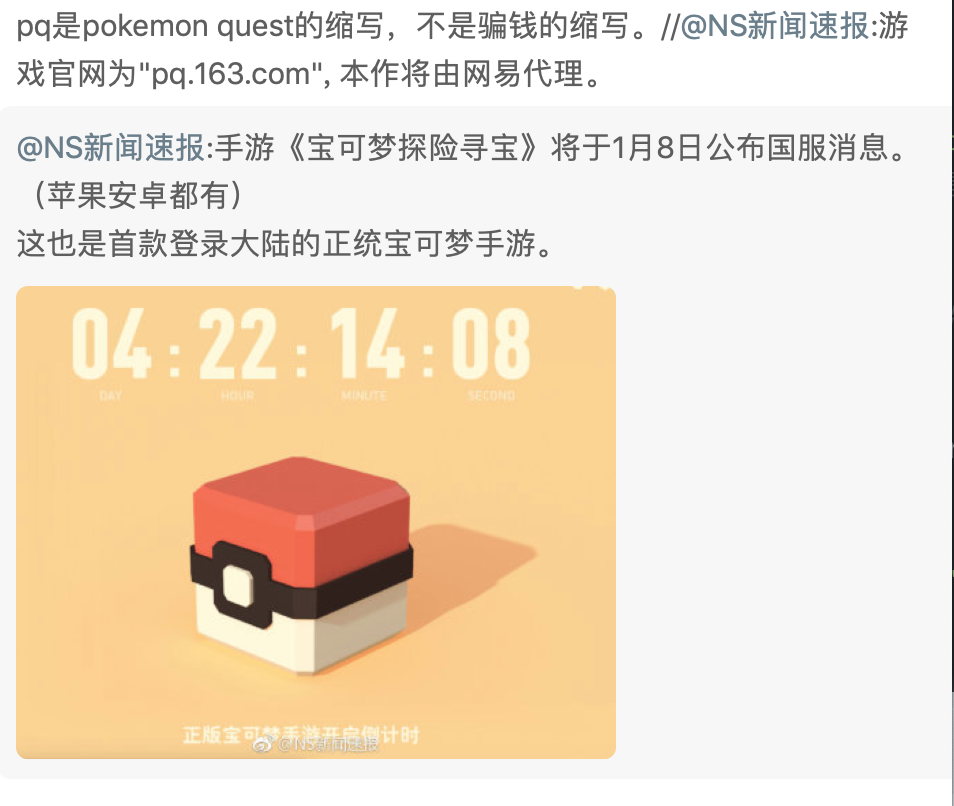 pq是pokemon quest的缩写，不是骗钱的缩写。//@NS新闻速报:游
戏官网为"pq.163.com", 本作将由网易代理。
@NS新闻速报:手游《宝可梦探险寻宝》将于1月8日公布国服消息。
（苹果安卓都有）
这也是首款登录大陆的正统宝可梦手游。
04 : 22 : 14 : 08
DAY HOUR MINUTE SECOND
正版宝可梦手游开启倒计时
@NS新闻速报